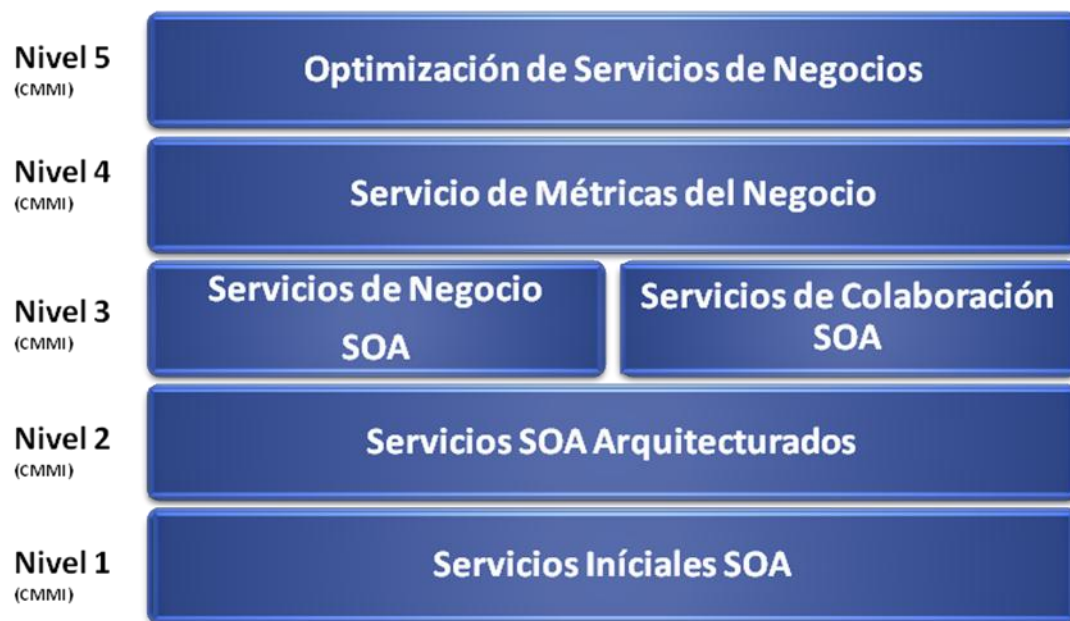 Nivel 5
(CMMI)
Optimización de Servicios de Negocios
Nivel 4
(CMMI)
Servicio de Métricas del Negocio
Nivel 3
(CMMI)
Servicios de Negocio
SOA
Servicios de Colaboración
SOA
Nivel 2
(CMMI)
Servicios SOA Arquitecturados
Nivel 1
(CMMI)
Servicios Iníciales SOA